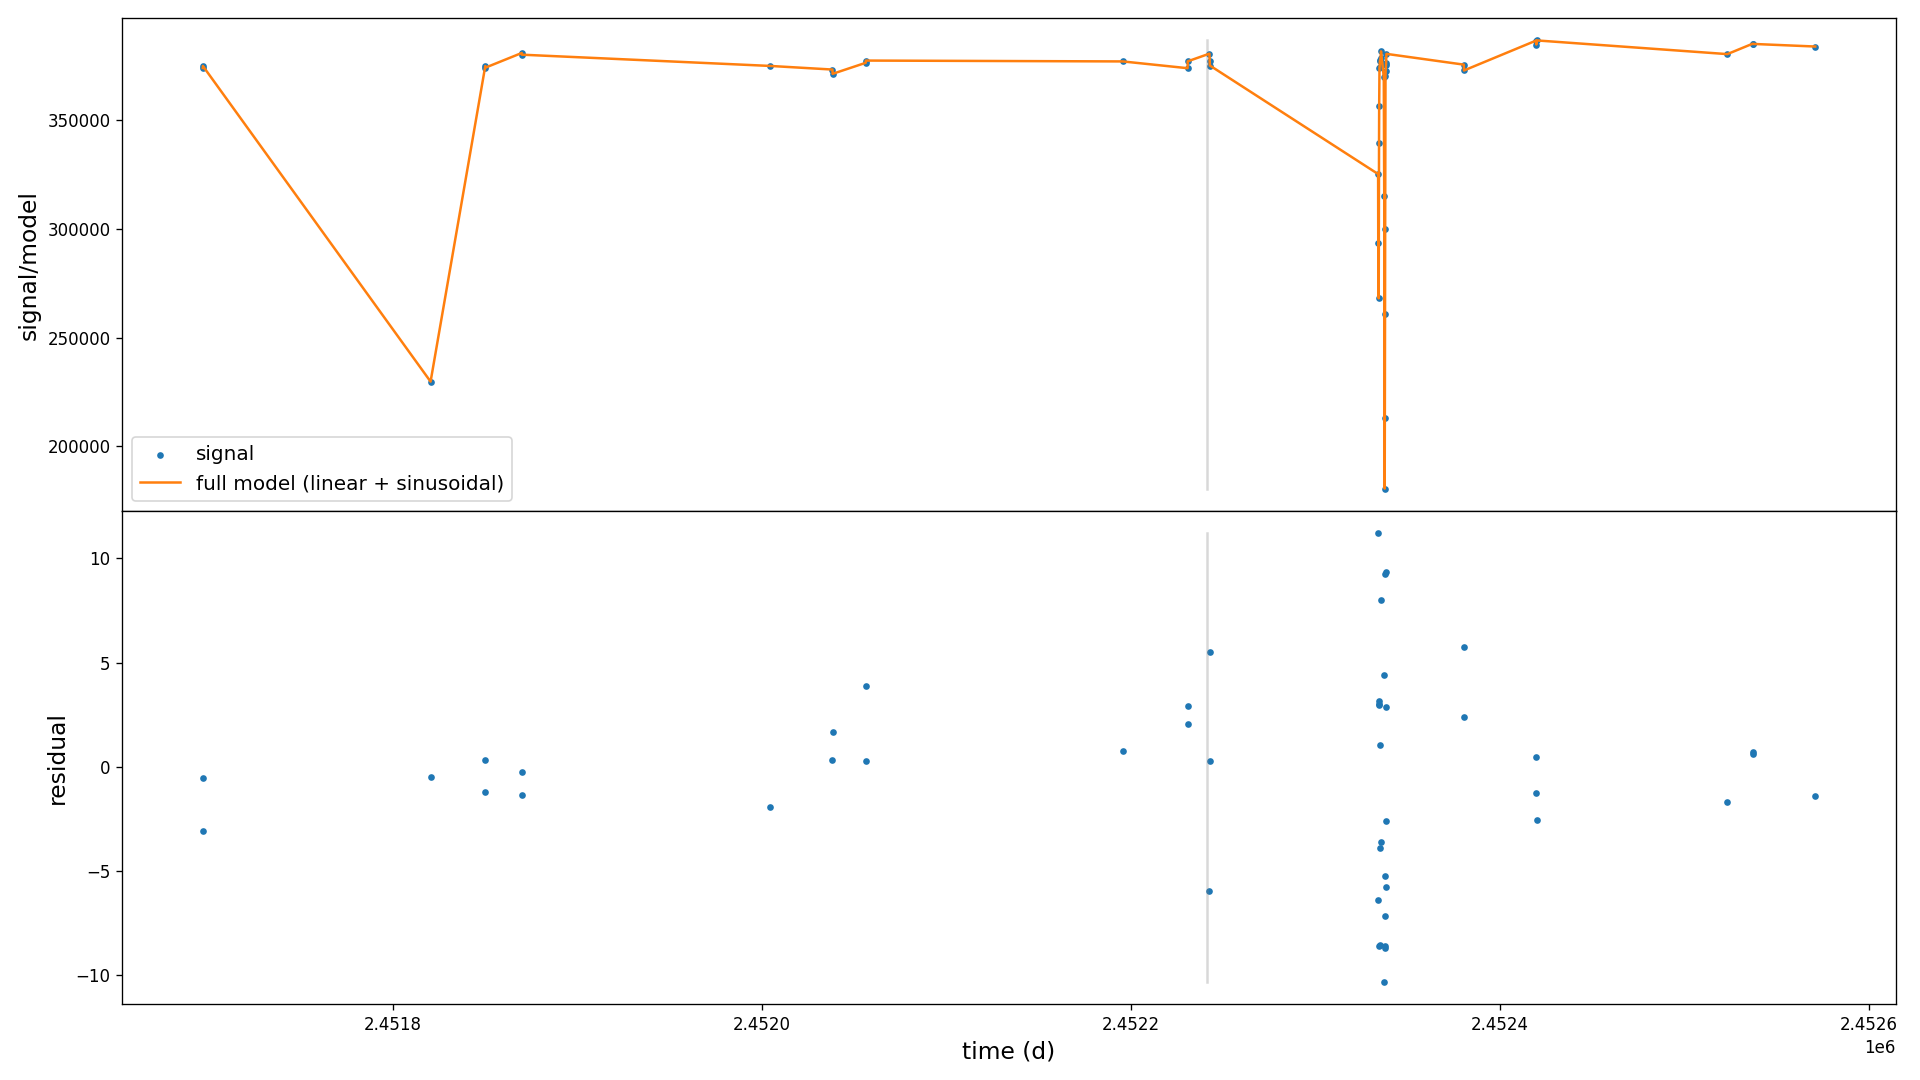 350000
300000
250000
200000
signal/model
signal
full model (linear + sinusoidal)
10
5
0
−5
−10
residual
2.4518
2.4520
2.4522
2.4524
2.4526
1e6
time (d)